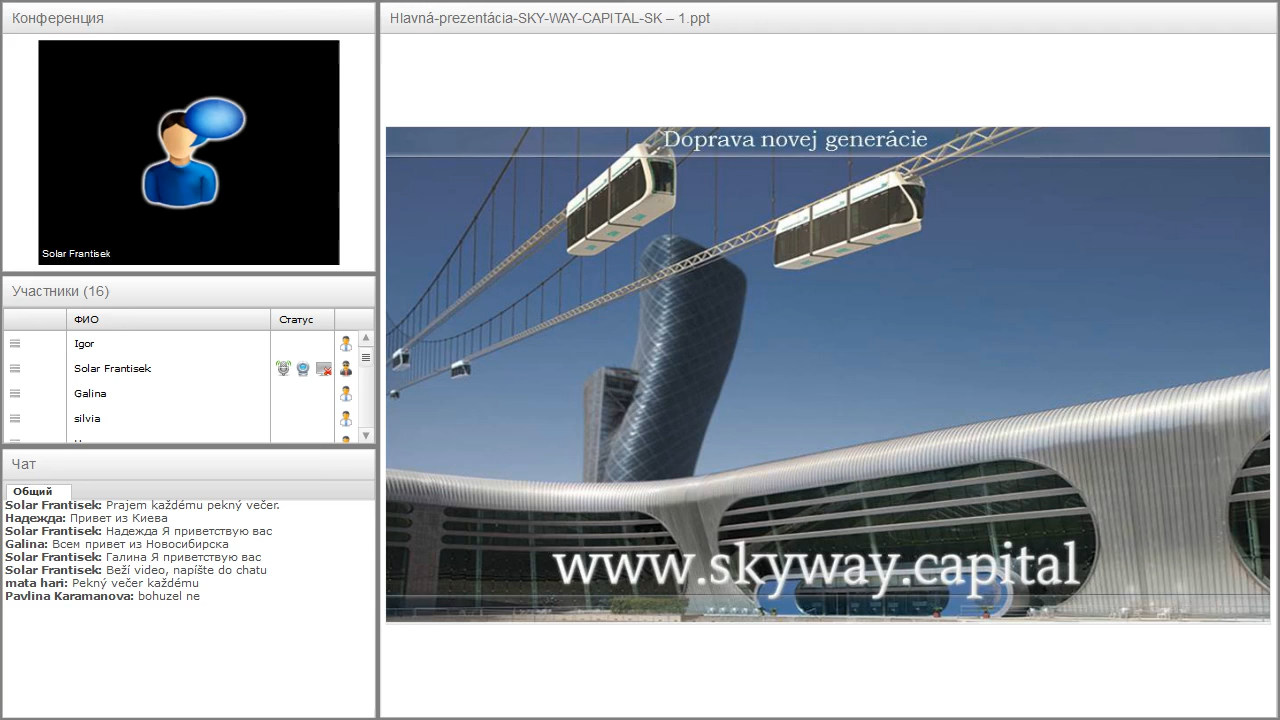 Конференция
Solar Frantisek
Участники (16)
ФИО
Статус
Igor
Solar Frantisek
Galina
silvia
Чат
Общий
Solar Frantisek: Prajem každému pekný večer.
Надежда: Привет из Киева
Solar Frantisek: Надежда Я приветствую вас
Galina: Всем привет из Новосибирска
Solar Frantisek: Галина Я приветствую вас
Solar Frantisek: Beží video, napíšte do chatu
mata hari: Pekný večer každému
Pavlina Karamanova: bohuzel ne
Hlavná-prezentácia-SKY-WAY-CAPITAL-SK – 1.ppt
Doprava novej generácie
www.skyway.capital